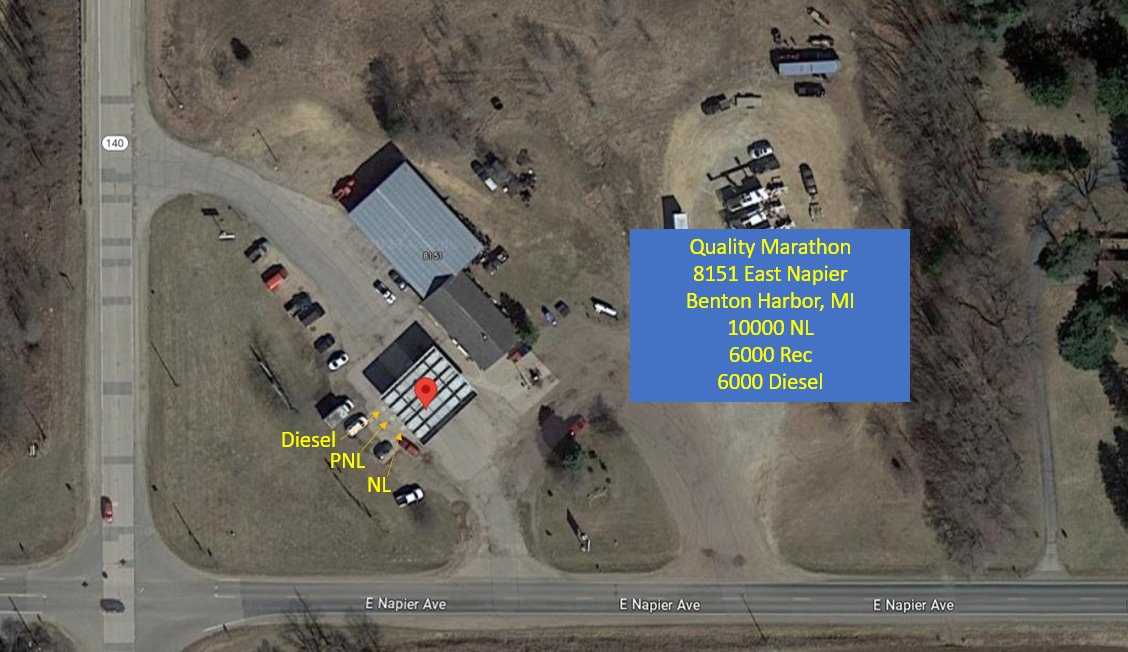 140
8151
Quality Marathon
8151 East Napier
Benton Harbor, MI
10000 NL
6000 Rec
6000 Diesel
Diesel
PNL
NL
E Napier Ave
E Napier Ave
E Napier Ave